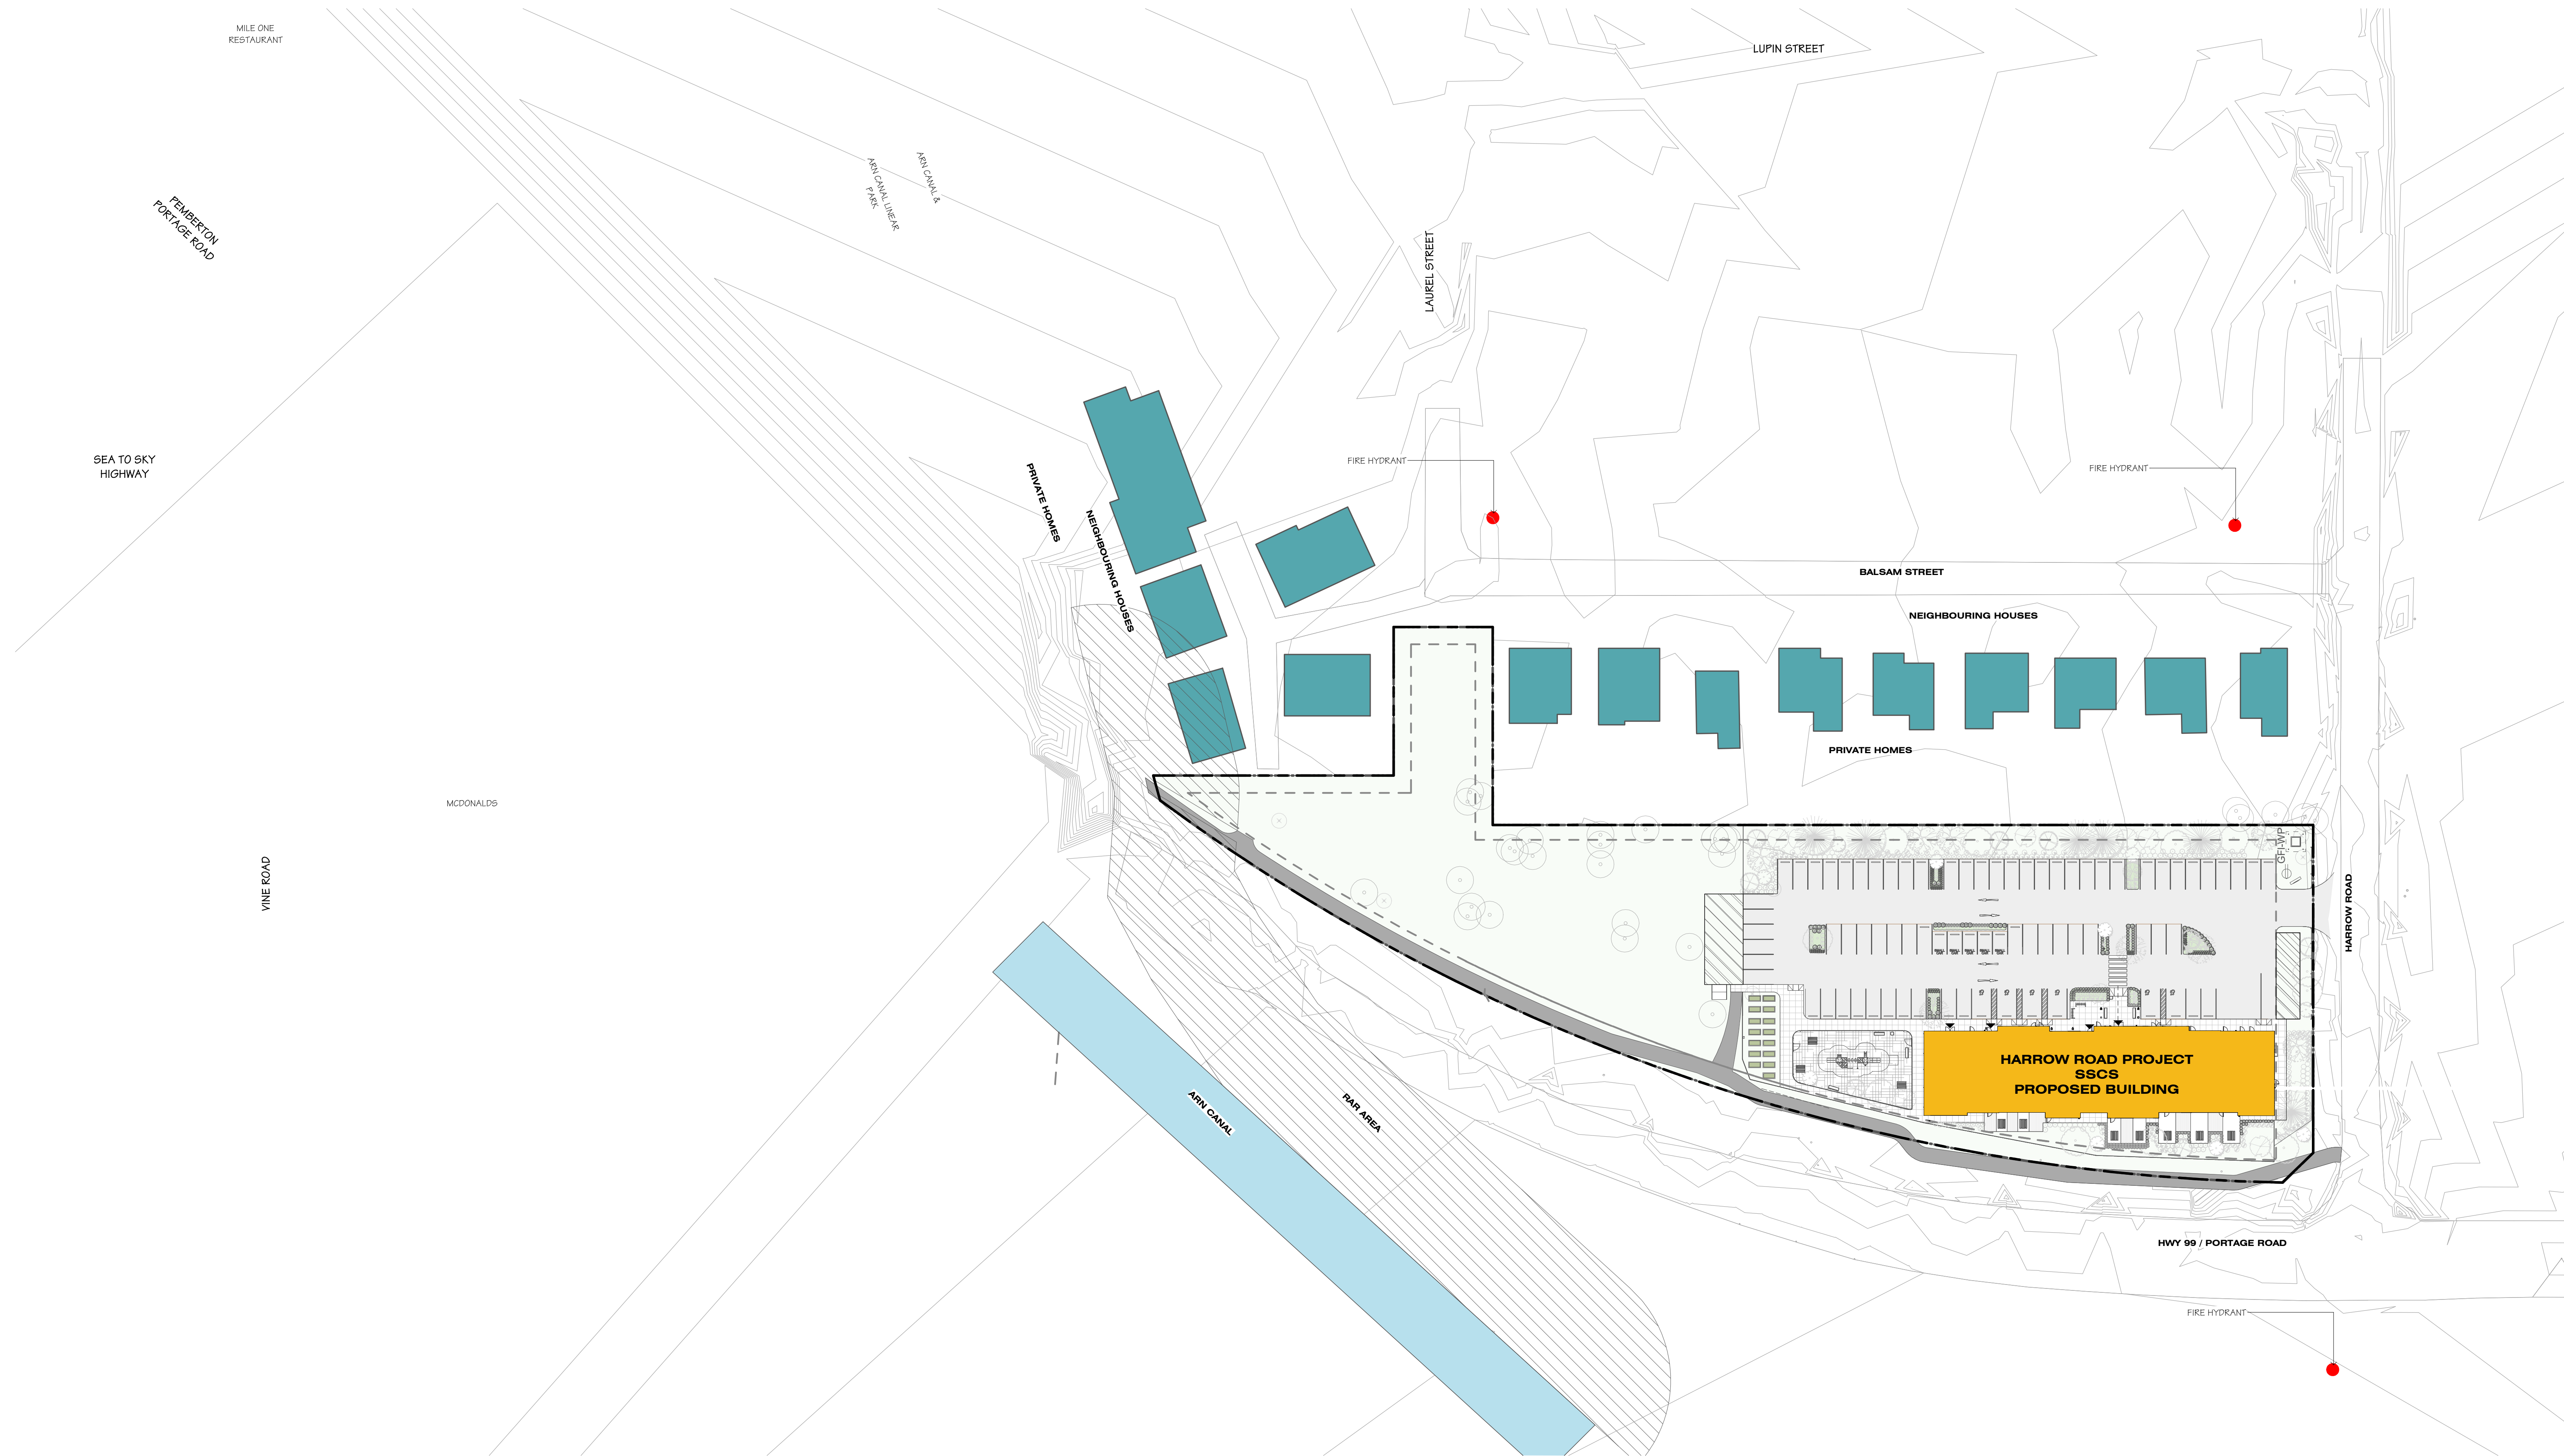 MILE ONE
RESTAURANT
LUPIN STREET
ARN CANAL &
ARN CANAL LINEAR
PARK
PEMBERTON
PORTAGE ROAD
LAUREL STREET
SEA TO SKY
HIGHWAY
PRIVATE HOMES
NEIGHBOURING HOUSES
FIRE HYDRANT
FIRE HYDRANT
BALSAM STREET
NEIGHBOURING HOUSES
PRIVATE HOMES
MCDONALDS
VINE ROAD
GFI-WP
HARROW ROAD
HARROW ROAD PROJECT
SSCS
PROPOSED BUILDING
ARN CANAL
RAR AREA
HWY 99 / PORTAGE ROAD
FIRE HYDRANT